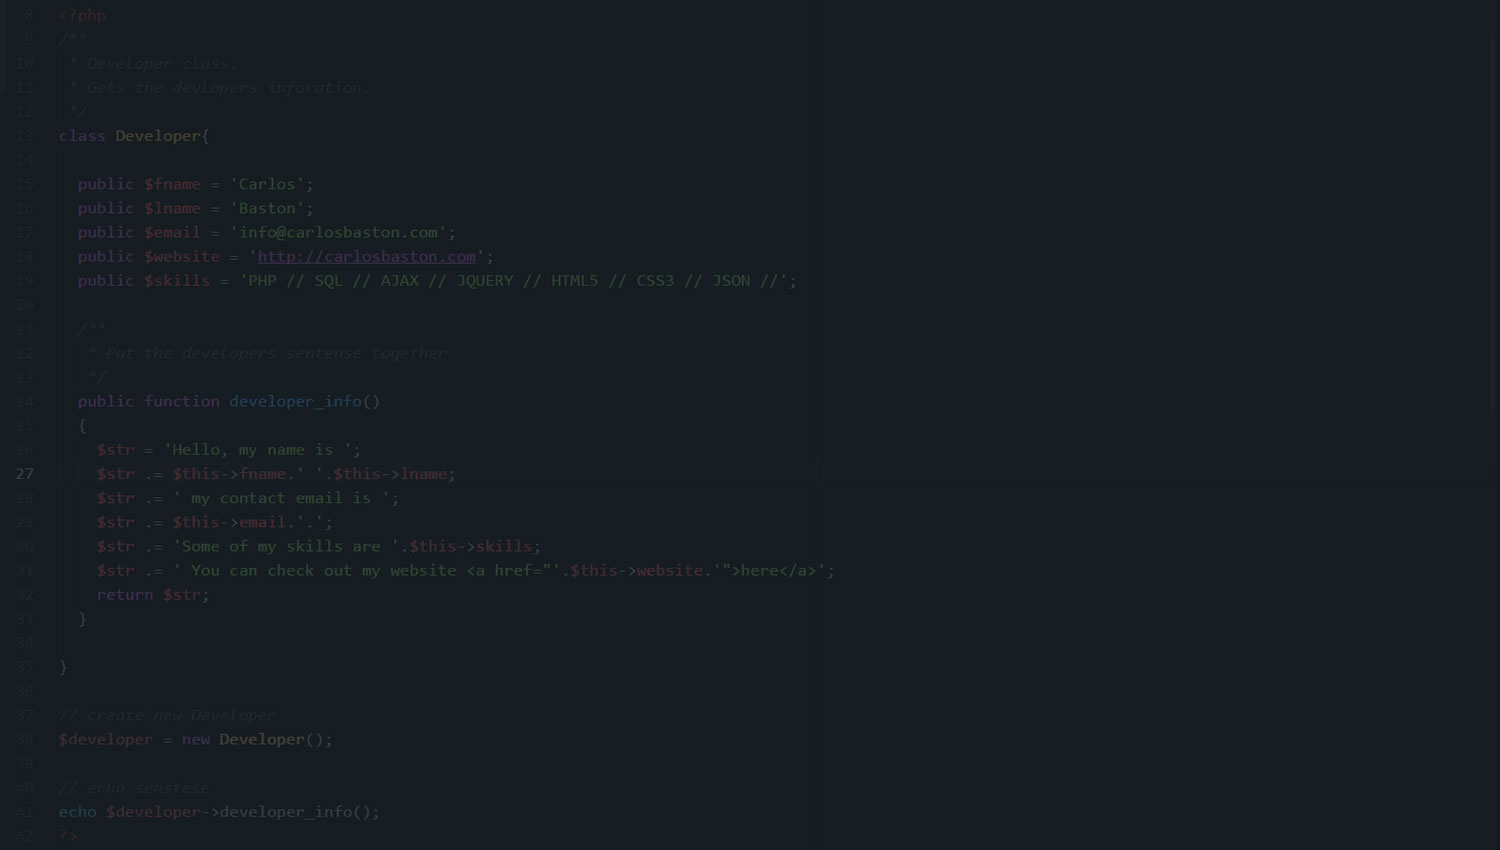 8 <?php
9 /**
10 * Developer class.
11 * Gets the devlopers inforation.
12 */
13 class Developer{
14
15 public $fname = 'Carlos';
16 public $lname = 'Baston';
17 public $email = 'info@carlosbaston.com';
18 public $website = 'http://carlosbaston.com';
19 public $skills = 'PHP // SQL // AJAX // JQUERY // HTML5 // CSS3 // JSON //';
20
21 /**
22 * Put the developers sentense together
23 */
24 public function developer_info()
25 {
26 $str = 'Hello, my name is ';
27 $str .= $this->fname.' '.$this->lname;
28 $str .= ' my contact email is ';
29 $str .= $this->email.'.';
30 $str .= 'Some of my skills are '.$this->skills;
31 $str .= ' You can check out my website <a href="'.$this->website.'">here</a>';
32 return $str;
33 }
34
35 }
36
37 // create new Developer
38 $developer = new Developer();
39
40 // echo senstese
41 echo $developer->developer_info();
42 ?>